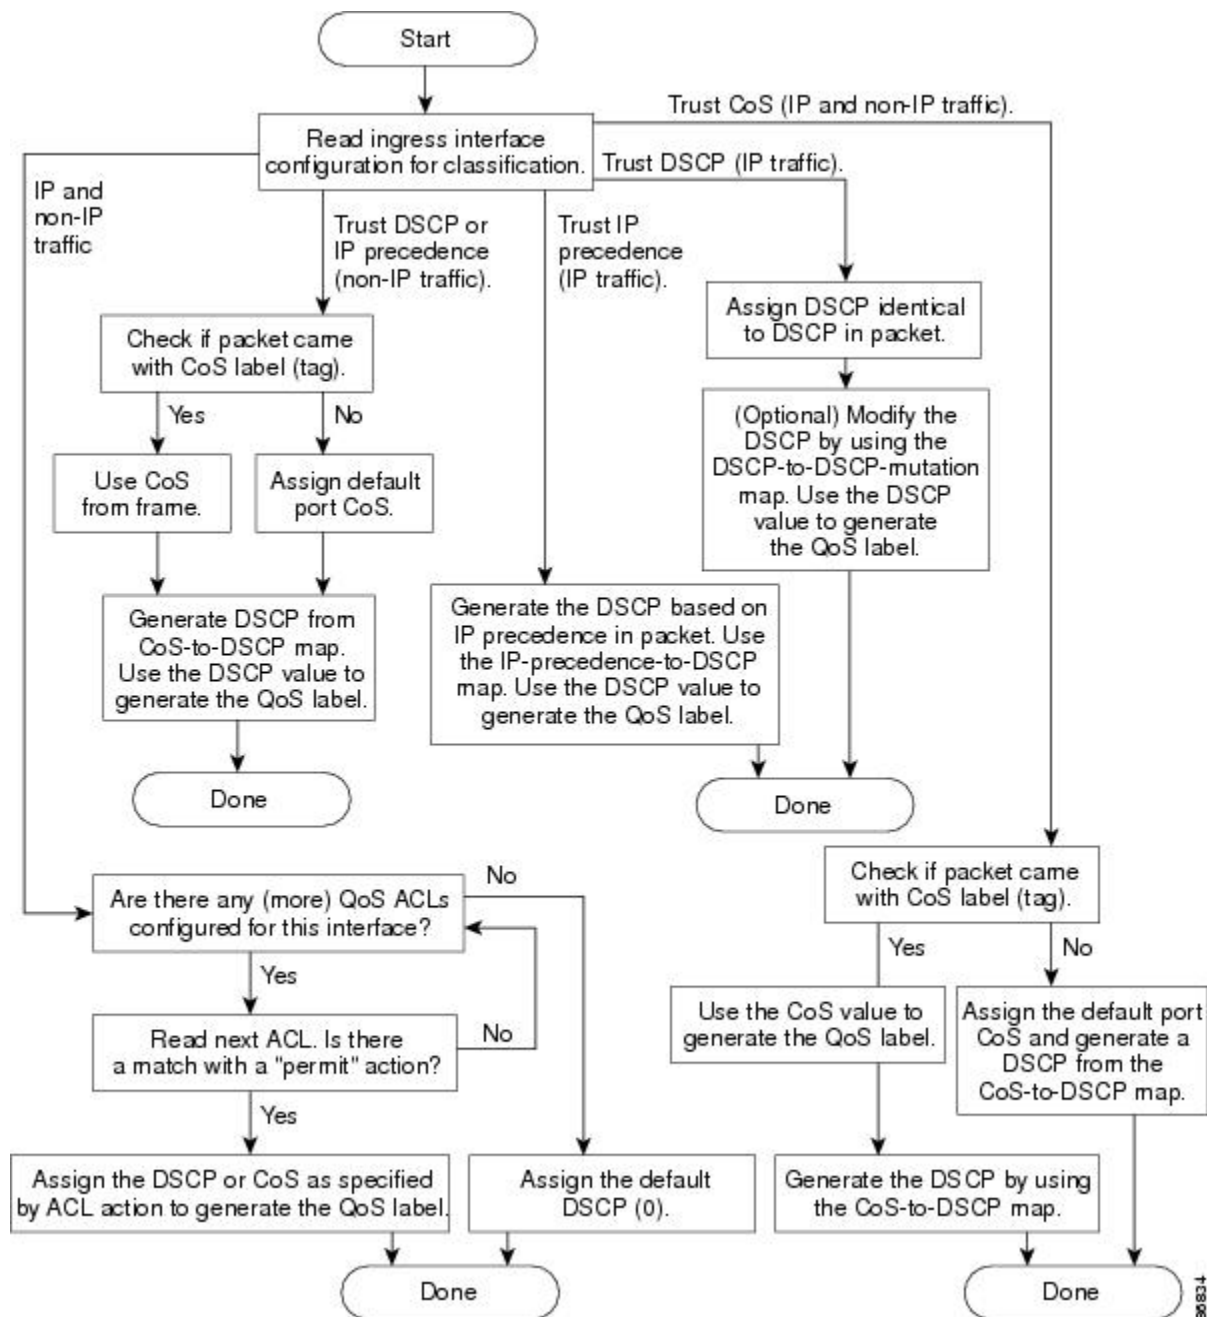 Start
Trust CoS (IP and non-IP traffic).
Read ingress interface
configuration for classification.
Trust DSCP (IP traffic).
IP and
non-IP
traffic
Trust DSCP or
IP precedence
(non-IP traffic).
Trust IP
precedence
(IP traffic).
Assign DSCP identical
to DSCP in packet.
Check if packet came
with CoS label (tag).
Yes
No
(Optional) Modify the
DSCP by using the
DSCP-to-DSCP-mutation
map. Use the DSCP
value to generate
the QoS label.
Use CoS
from frame.
Assign default
port CoS.
Generate DSCP from
CoS-to-DSCP map.
Use the DSCP value to
generate the QoS label.
Generate the DSCP based on
IP precedence in packet. Use
the IP-precedence-to-DSCP
map. Use the DSCP value to
generate the QoS label.
Done
Done
Are there any (more) QoS ACLs
configured for this interface?
No
Check if packet came
with CoS label (tag).
Yes
Yes
No
Read next ACL. Is there
a match with a "permit" action?
No
Use the CoS value to
generate the QoS label.
Assign the default port
CoS and generate a
DSCP from the
CoS-to-DSCP map.
Yes
Assign the DSCP or CoS as specified
by ACL action to generate the QoS label.
Assign the default
DSCP (0).
Generate the DSCP by using
the CoS-to-DSCP map.
Done
Done
86834